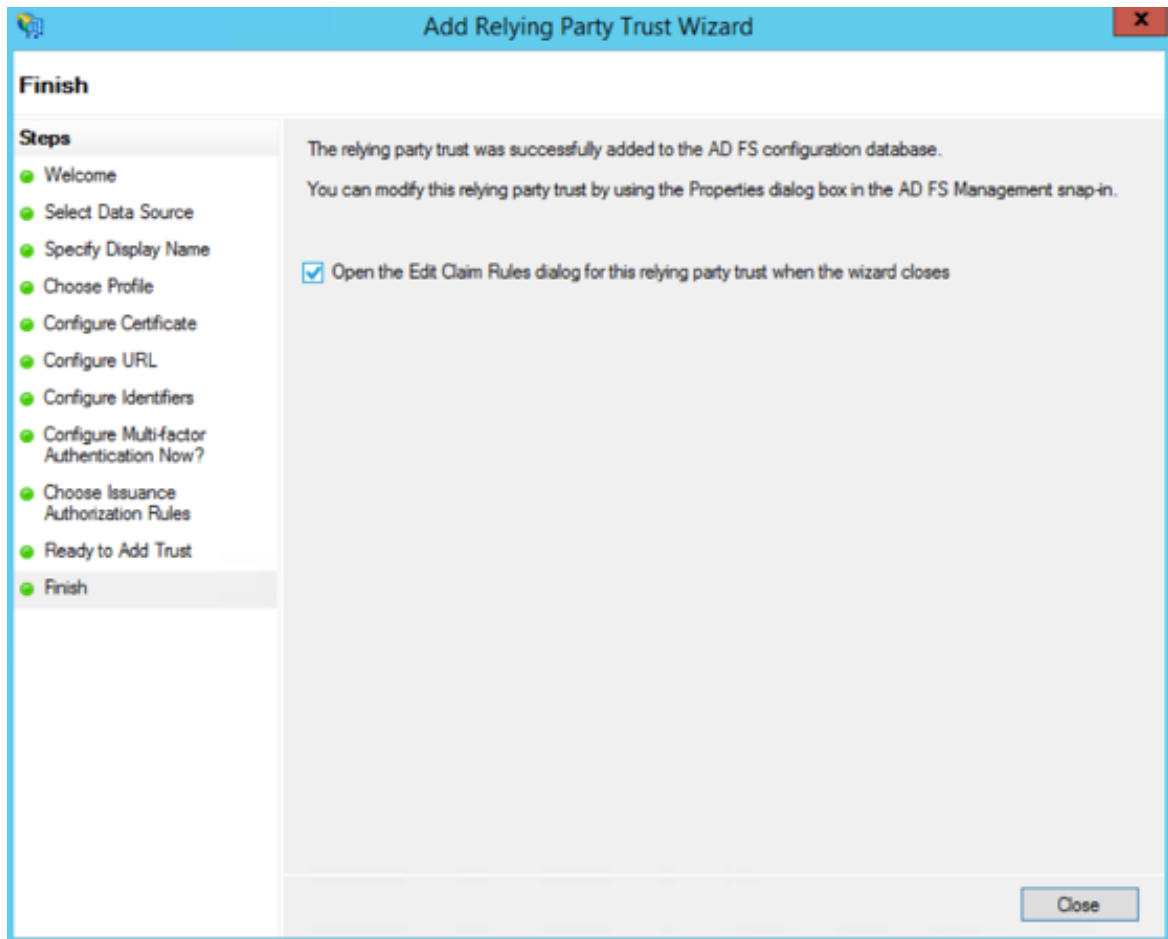 Add Relying Party Trust Wizard
x
Finish
Steps
Welcome
Select Data Source
Specify Display Name
Choose Profile
Configure Certificate
Configure URL
Configure Identifiers
Configure Multi-factor
Authentication Now?
Choose Issuance
Authorization Rules
Ready to Add Trust
Finish
The relying party trust was successfully added to the AD FS configuration database.
You can modify this relying party trust by using the Properties dialog box in the AD FS Management snap-in.
Open the Edit Claim Rules dialog for this relying party trust when the wizard closes
Close